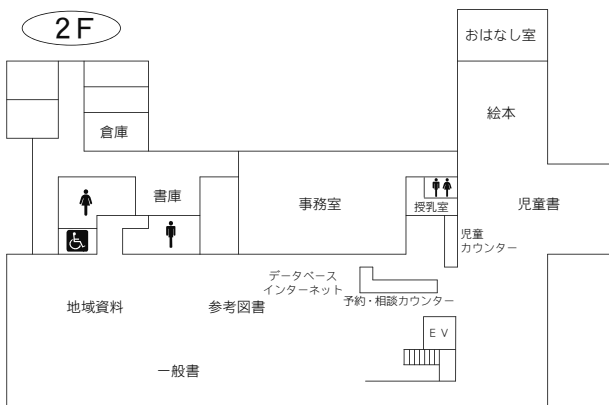 2F
おはなし室
絵本
倉庫
書庫
事務室
授乳室
児童書
児童
カウンター
データベース
インターネット
予約・相談カウンター
地域資料
参考図書
EV
一般書